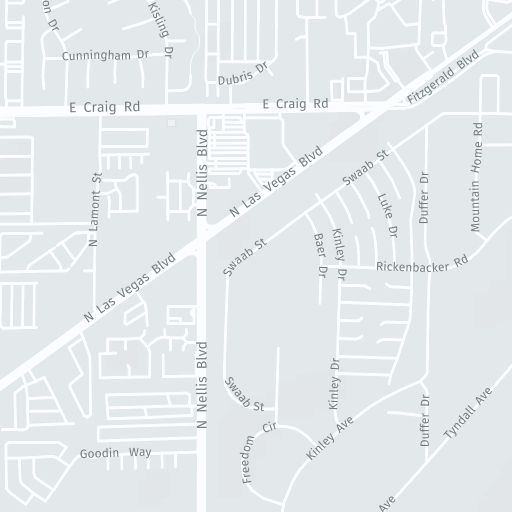 on Dr
Kisling Dr
Cunningham Dr
Dubris Dr
Fitzgerald Blvd
E Craig Rd
E Craig Rd
N Nellis Blvd
N Las Vegas Blvd
Swaab St
Mountain Home Rd
N Lamont St
Luke Dr
Duffer Dr
Swaab St
Baer Dr
Kinley Dr
Rickenbacker Rd
N Las Vegas Blvd
N Nellis Blvd
Swaab St
Kinley Dr
Duffer Dr
Tyndall Ave
Freedom Cir
Kinley Ave
Goodin Way
Ave